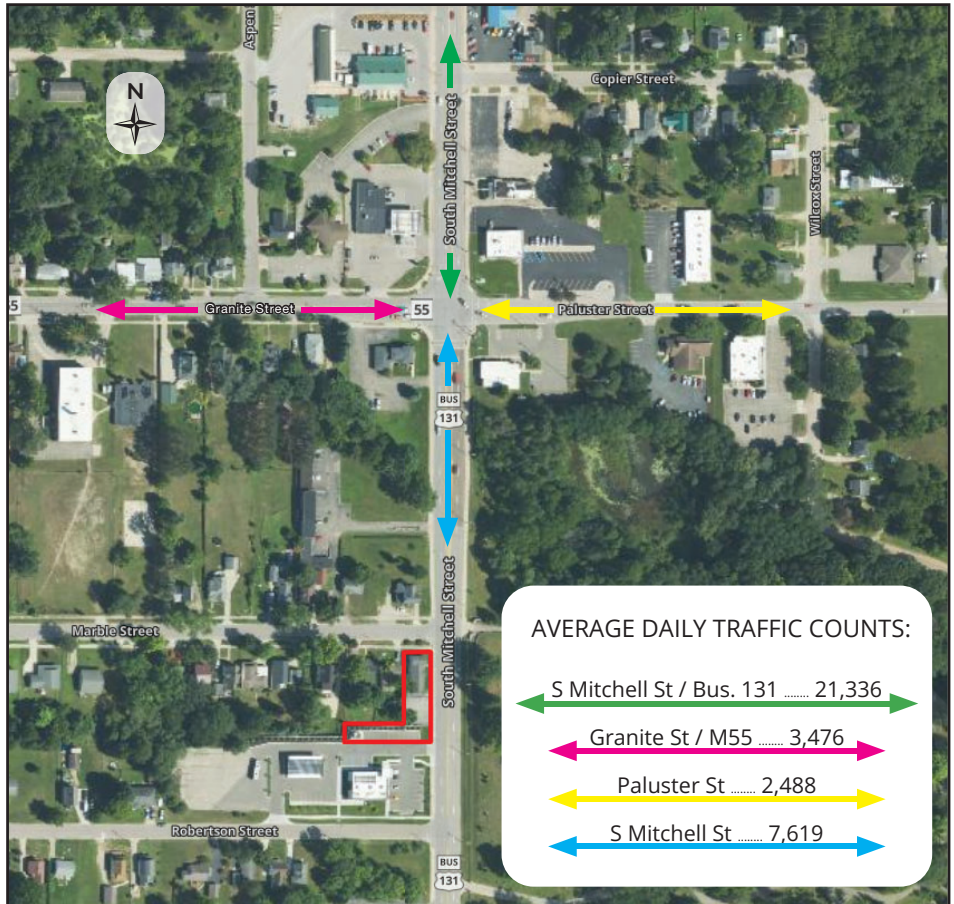 Aspen
Copier Street
N
South Mitchell Street
Wilcox Street
5
Granite Street
55
Paluster Street
BUS
131
South Mitchell Street
Marble Street
AVERAGE DAILY TRAFFIC COUNTS:
S Mitchell St / Bus. 131 ........ 21,336
Granite St / M55 ........ 3,476
Paluster St ........ 2,488
S Mitchell St ........ 7,619
Robertson Street
BUS
131